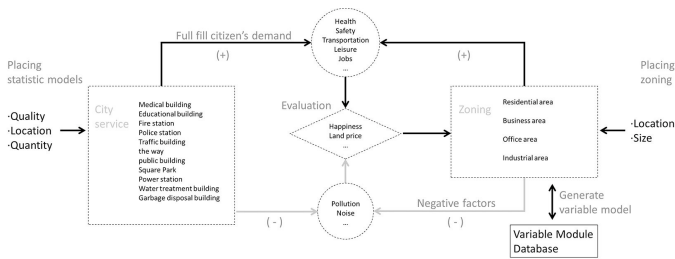 Placing
statistic models
·Quality
·Location
·Quantity
City
service
Medical building
Educational building
Fire station
Police station
Traffic building
the way
public building
Square Park
Power station
Water treatment building
Garbage disposal building
Full fill citizen's demand
(+)
Health
Safety
Transportation
Leisure
Jobs
...
(+)
Evaluation
Happiness
Land price
...
Pollution
Noise
...
(-)
Negative factors
(-)
Zoning
Residential area
Business area
Office area
Industrial area
Placing
zoning
·Location
·Size
Generate
variable model
Variable Module
Database